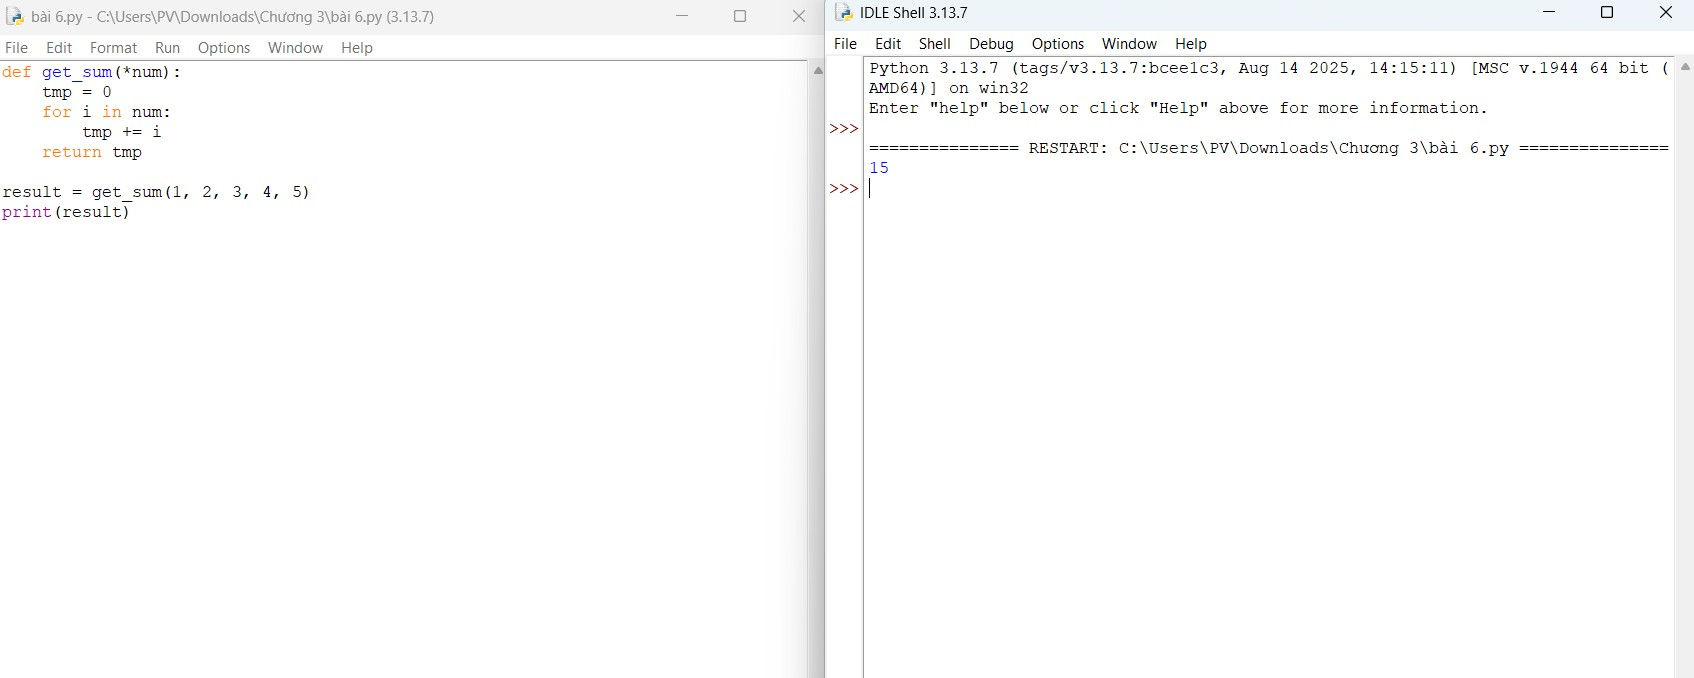 bài 6.py - C:\Users\PV\Downloads\Chương 3\bài 6.py (3.13.7)
File Edit Format Run Options Window Help
def get_sum(*num):
    tmp = 0
    for i in num:
        tmp += i
    return tmp

result = get_sum(1, 2, 3, 4, 5)
print(result)
IDLE Shell 3.13.7
File Edit Shell Debug Options Window Help
Python 3.13.7 (tags/v3.13.7:bcee1c3, Aug 14 2025, 14:15:11) [MSC v.1944 64 bit (
AMD64)] on win32
Enter "help" below or click "Help" above for more information.
>>>
=============== RESTART: C:\Users\PV\Downloads\Chương 3\bài 6.py ===============
15
>>>